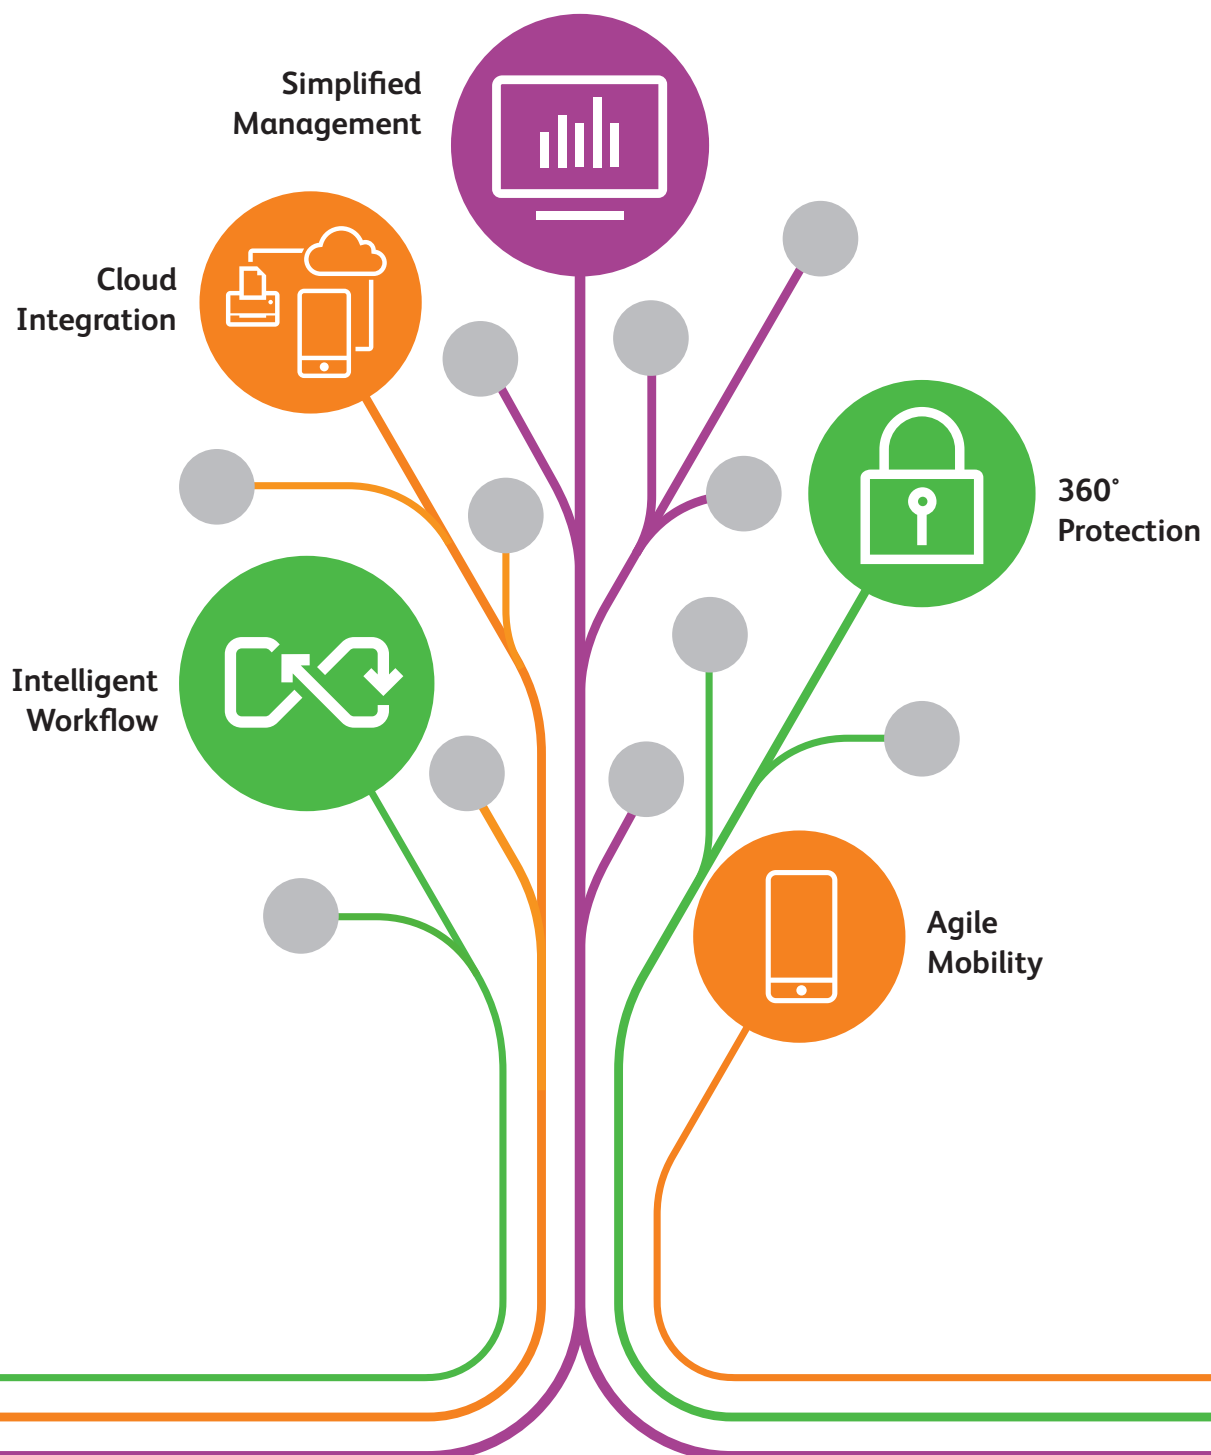 Simplified
Management
Cloud
Integration
360°
Protection
Intelligent
Workflow
Agile
Mobility